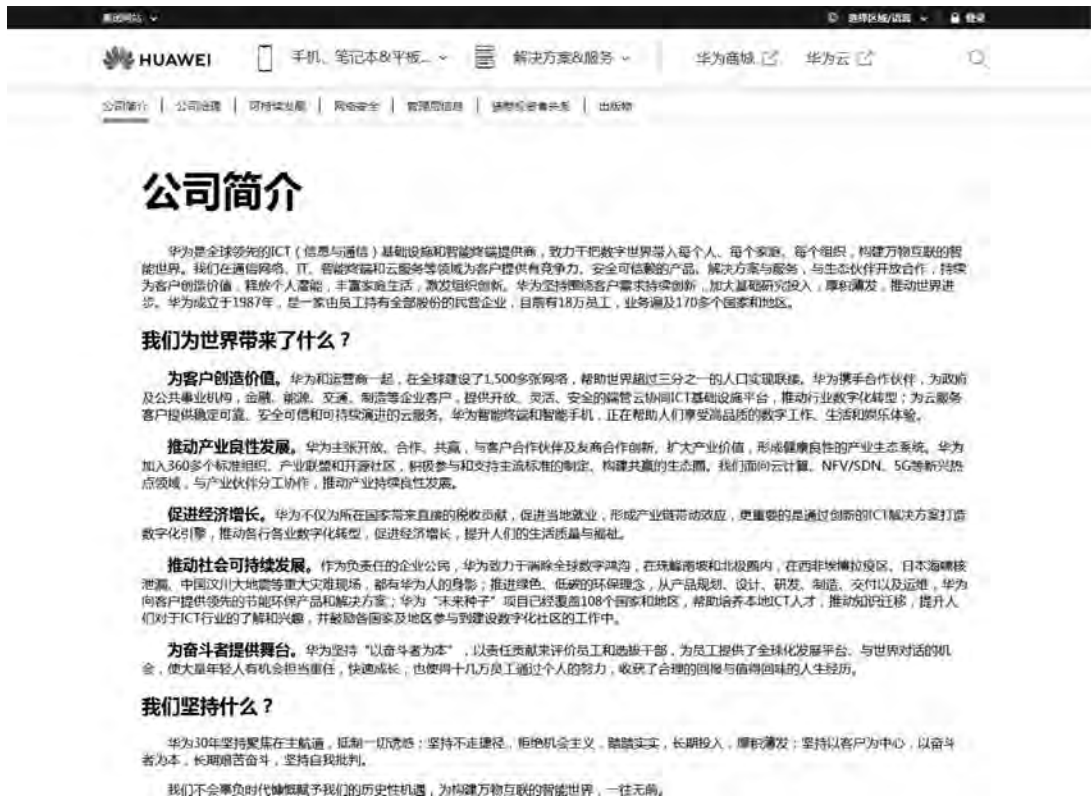 集团网站
选择区域/语言 登录
HUAWEI 手机、笔记本&平板... 解决方案&服务 华为商城 华为云
公司简介 | 公司治理 | 可持续发展 | 网络安全 | 管理层信息 | 债券投资者关系 | 出版物
公司简介
华为是全球领先的ICT（信息与通信）基础设施和智能终端提供商，致力于把数字世界带入每个人、每个家庭、每个组织，构建万物互联的智
能世界。我们在通信网络、IT、智能终端和云服务等领域为客户提供有竞争力、安全可信赖的产品、解决方案与服务，与生态伙伴开放合作，持续
为客户创造价值，释放个人潜能，丰富家庭生活，激发组织创新。华为坚持围绕客户需求持续创新，加大基础研究投入，厚积薄发，推动世界进
步。华为成立于1987年，是一家由员工持有全部股份的民营企业，目前有18万员工，业务遍及170多个国家和地区。
我们为世界带来了什么？
为客户创造价值。华为和运营商一起，在全球建设了1,500多张网络，帮助世界超过三分之一的人口实现联接。华为携手合作伙伴，为政府
及公共事业机构，金融、能源、交通、制造等企业客户，提供开放、灵活、安全的端管云协同ICT基础设施平台，推动行业数字化转型；为云服务
客户提供稳定可靠、安全可信和可持续演进的云服务。华为智能终端和智能手机，正在帮助人们享受高品质的数字工作、生活和娱乐体验。
推动产业良性发展。华为主张开放、合作、共赢，与客户合作伙伴及友商合作创新、扩大产业价值，形成健康良性的产业生态系统。华为
加入360多个标准组织、产业联盟和开源社区，积极参与和支持主流标准的制定、构建共赢的生态圈。我们面向云计算、NFV/SDN、5G等新兴热
点领域，与产业伙伴分工协作，推动产业持续良性发展。
促进经济增长。华为不仅为所在国家带来直接的税收贡献，促进当地就业，形成产业链带动效应，更重要的是通过创新的ICT解决方案打造
数字化引擎，推动各行各业数字化转型，促进经济增长，提升人们的生活质量与福祉。
推动社会可持续发展。作为负责任的企业公民，华为致力于消除全球数字鸿沟，在珠峰南坡和北极圈内，在西非埃博拉疫区、日本海啸核
泄漏、中国汶川大地震等重大灾难现场，都有华为人的身影；推进绿色、低碳的环保理念，从产品规划、设计、研发、制造、交付以及运维，华为
向客户提供领先的节能环保产品和解决方案；华为“未来种子”项目已经覆盖108个国家和地区，帮助培养本地ICT人才，推动知识迁移，提升人
们对于ICT行业的了解和兴趣，并鼓励各国家及地区参与到建设数字化社区的工作中。
为奋斗者提供舞台。华为坚持“以奋斗者为本”，以责任贡献来评价员工和选拔干部，为员工提供了全球化发展平台、与世界对话的机
会，使大量年轻人有机会担当重任，快速成长，也使得十几万员工通过个人的努力，收获了合理的回报与值得回味的人生经历。
我们坚持什么？
华为30年坚持聚焦在主航道，抵制一切诱惑；坚持不走捷径，拒绝机会主义，踏踏实实，长期投入，厚积薄发；坚持以客户为中心，以奋斗
者为本，长期艰苦奋斗，坚持自我批判。
我们不会辜负时代慷慨赋予我们的历史性机遇，为构建万物互联的智能世界，一往无前。